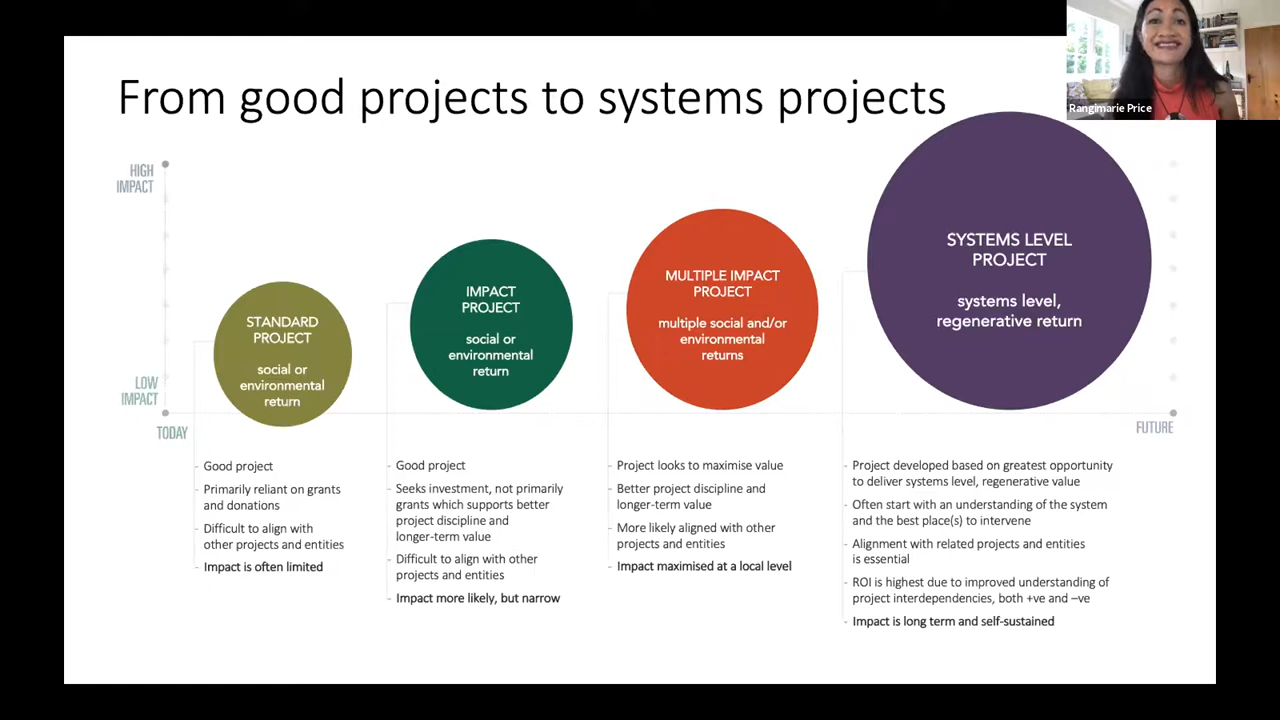 From good projects to systems projects
Rangimarie Price
HIGH
IMPACT
LOW
IMPACT
TODAY
FUTURE
STANDARD
PROJECT
social or
environmental
return
IMPACT
PROJECT
social or
environmental
return
MULTIPLE IMPACT
PROJECT
multiple social and/or
environmental
returns
SYSTEMS LEVEL
PROJECT
systems level,
regenerative return
- Good project
- Primarily reliant on grants
and donations
- Difficult to align with
other projects and entities
- Impact is often limited
- Good project
- Seeks investment, not primarily
grants which supports better
project discipline and
longer-term value
- Difficult to align with other
projects and entities
- Impact more likely, but narrow
- Project looks to maximise value
- Better project discipline and
longer-term value
- More likely aligned with other
projects and entities
- Impact maximised at a local level
- Project developed based on greatest opportunity
to deliver systems level, regenerative value
- Often start with an understanding of the system
and the best place(s) to intervene
- Alignment with related projects and entities
is essential
- ROI is highest due to improved understanding of
project interdependencies, both +ve and –ve
- Impact is long term and self-sustained